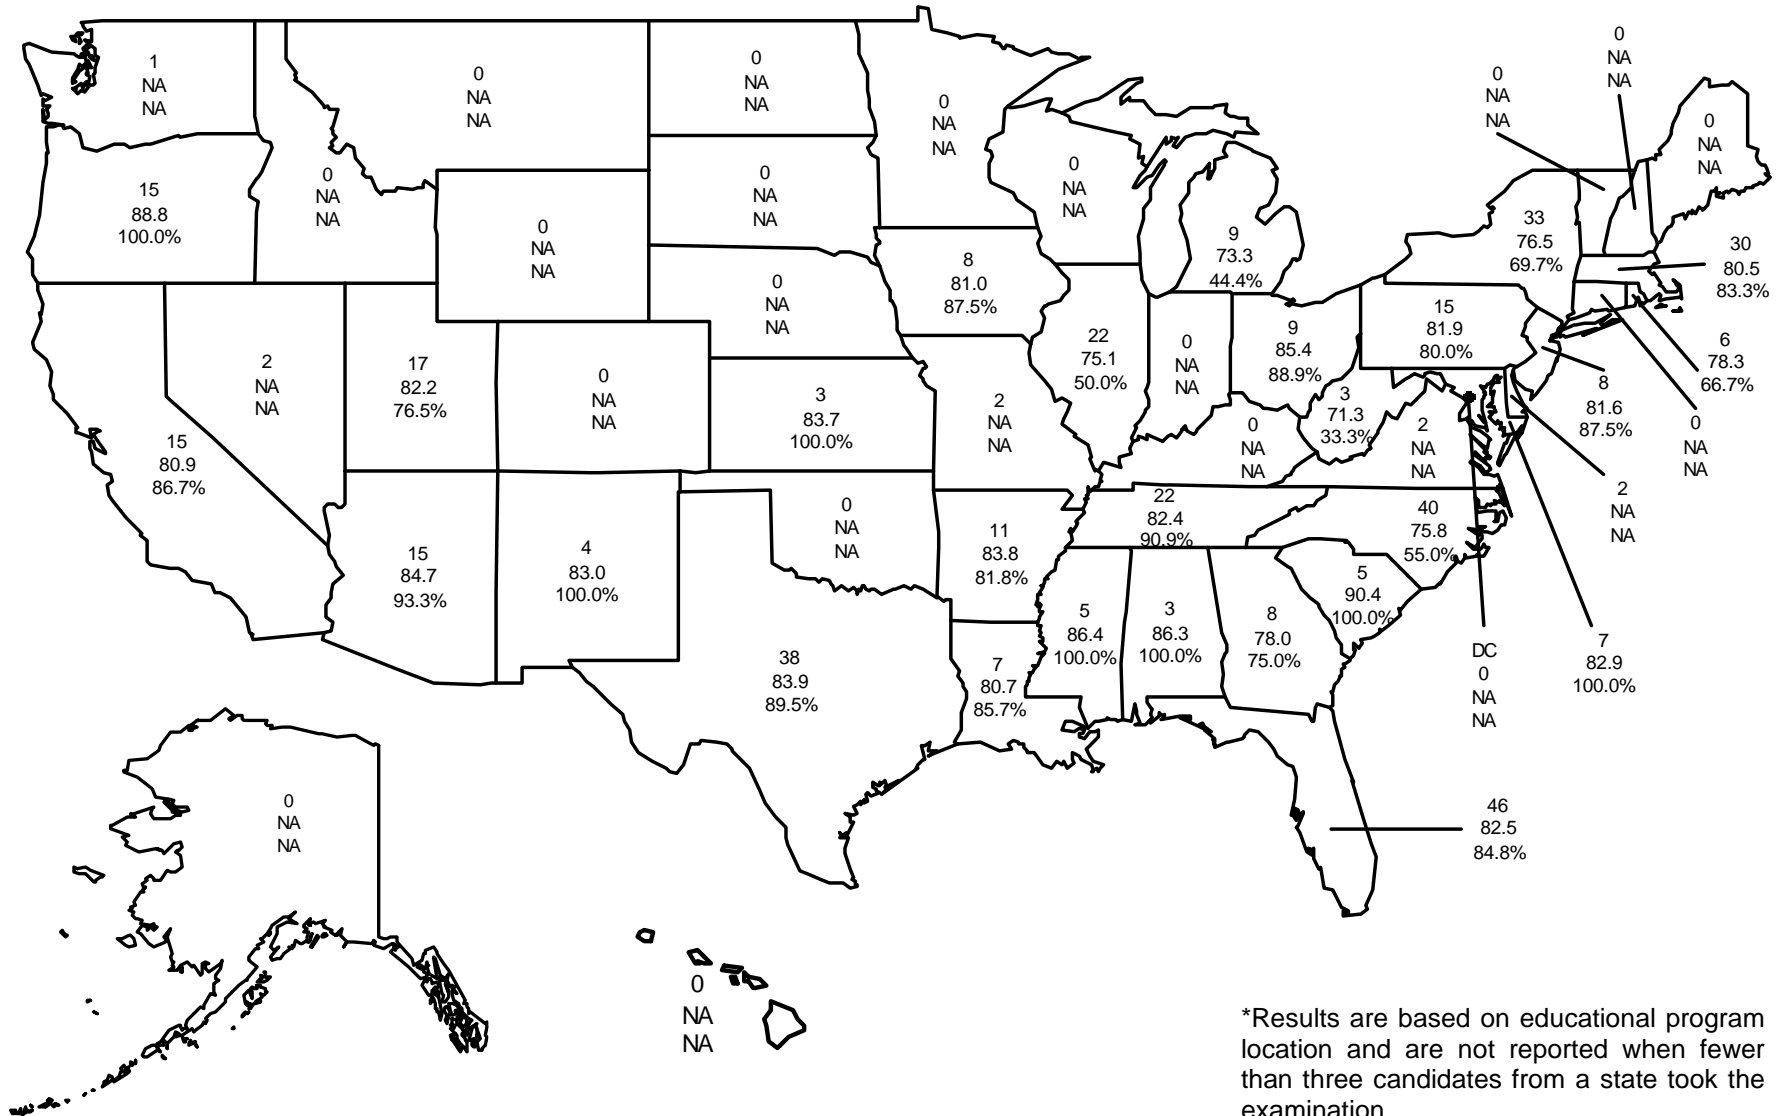 1
NA
NA
0
NA
NA
0
NA
NA
0
NA
NA
0
NA
NA
0
NA
NA
0
NA
NA
15
88.8
100.0%
0
NA
NA
0
NA
NA
0
NA
NA
0
NA
NA
9
73.3
44.4%
33
76.5
69.7%
30
80.5
83.3%
8
81.0
87.5%
0
NA
NA
2
NA
NA
17
82.2
76.5%
0
NA
NA
3
83.7
100.0%
2
NA
NA
22
75.1
50.0%
0
NA
NA
9
85.4
88.9%
15
81.9
80.0%
6
78.3
66.7%
8
81.6
87.5%
0
NA
NA
3
71.3
33.3%
2
NA
NA
0
NA
NA
15
80.9
86.7%
2
NA
NA
15
84.7
93.3%
4
83.0
100.0%
0
NA
NA
11
83.8
81.8%
22
82.4
90.9%
40
75.8
55.0%
5
90.4
100.0%
5
86.4
100.0%
3
86.3
100.0%
8
78.0
75.0%
DC
0
NA
NA
7
82.9
100.0%
38
83.9
89.5%
7
80.7
85.7%
46
82.5
84.8%
0
NA
NA
0
NA
NA
*Results are based on educational program
location and are not reported when fewer
than three candidates from a state took the
examination